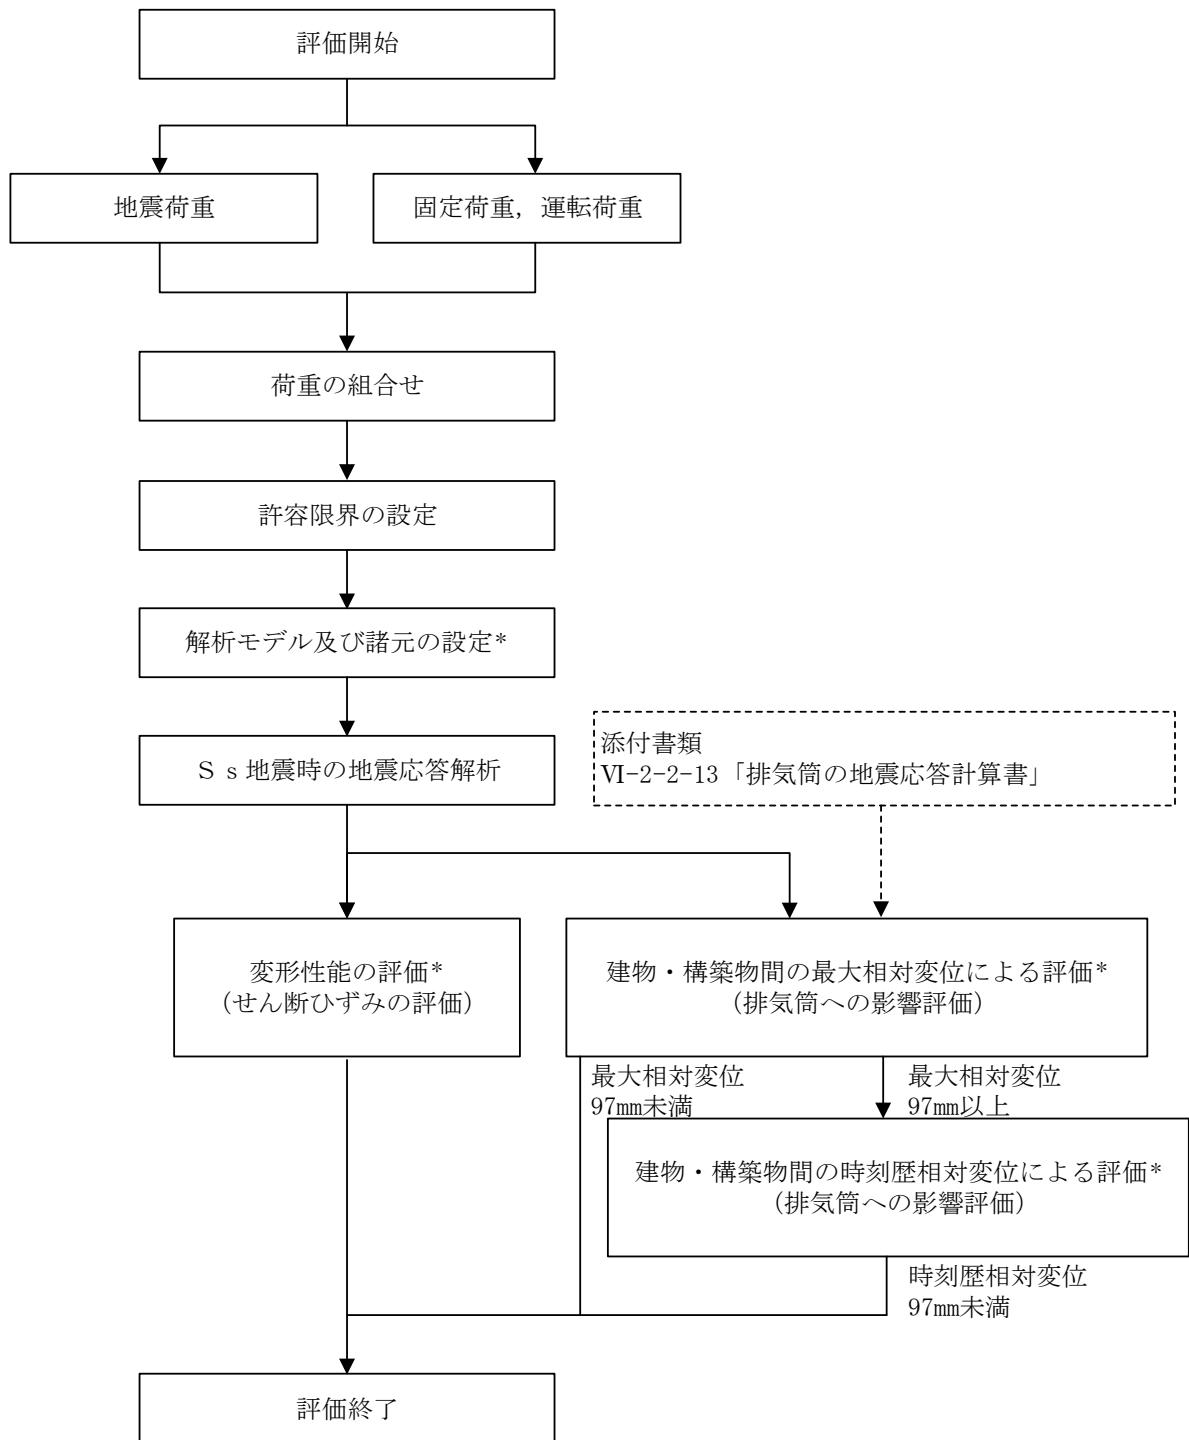 評価開始
地震荷重
固定荷重，運転荷重
荷重の組合せ
許容限界の設定
解析モデル及び諸元の設定*
Ｓｓ地震時の地震応答解析
添付書類
Ⅵ-2-2-13「排気筒の地震応答計算書」
変形性能の評価*
（せん断ひずみの評価）
建物・構築物間の最大相対変位による評価*
（排気筒への影響評価）
最大相対変位
97mm未満
最大相対変位
97mm以上
建物・構築物間の時刻歴相対変位による評価*
（排気筒への影響評価）
時刻歴相対変位
97mm未満
評価終了